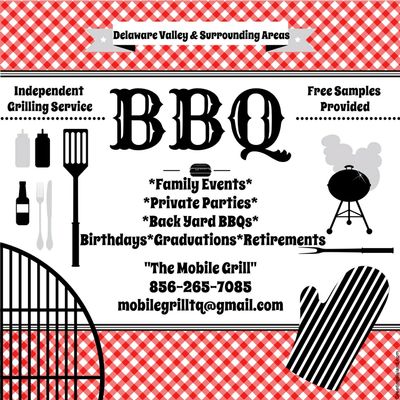 Delaware Valley & Surrounding Areas
Independent
Grilling Service
Free Samples
Provided
BBQ
*Family Events*
*Private Parties*
*Back Yard BBQs*
Birthdays*Graduations*Retirements
"The Mobile Grill"
856-265-7085
mobilegrilltq@gmail.com